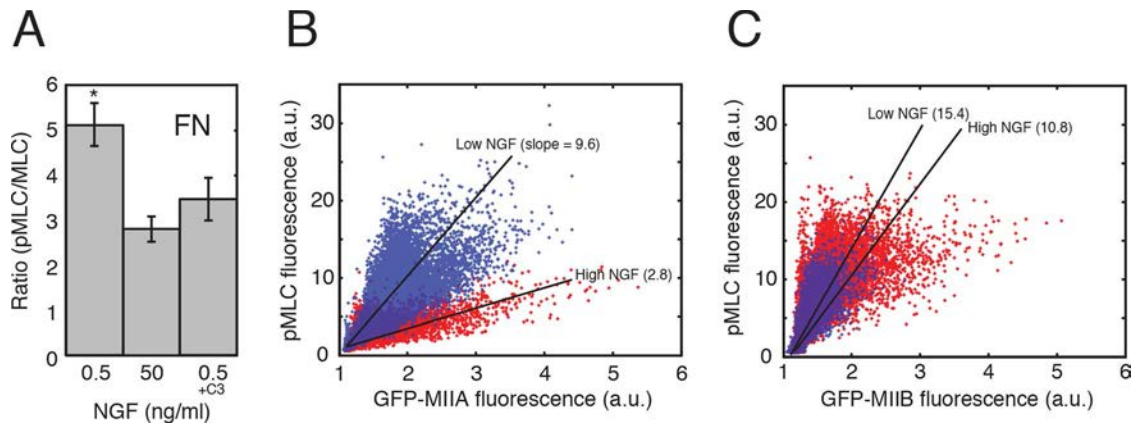 A
B
C
6
5
4
3
2
1
0
*
FN
Ratio (pMLC/MLC)
0.5 50 0.5
+C3
NGF (ng/ml)
30
20
10
0
pMLC fluorescence (a.u.)
Low NGF (slope = 9.6)
High NGF (2.8)
1 2 3 4 5 6
GFP-MIIA fluorescence (a.u.)
30
20
10
0
pMLC fluorescence (a.u.)
Low NGF (15.4)
High NGF (10.8)
1 2 3 4 5 6
GFP-MIIB fluorescence (a.u.)